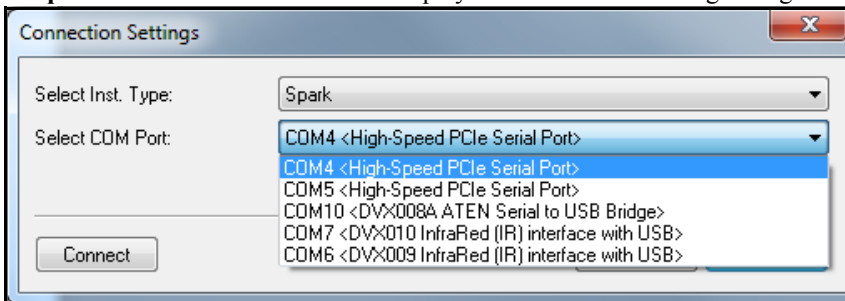 Connection Settings
Select Inst. Type:
Spark
Select COM Port:
COM4 <High-Speed PCIe Serial Port>
COM4 <High-Speed PCIe Serial Port>
COM5 <High-Speed PCIe Serial Port>
COM10 <DVX008A ATEN Serial to USB Bridge>
COM7 <DVX010 InfraRed (IR) interface with USB>
COM6 <DVX009 InfraRed (IR) interface with USB>
Connect